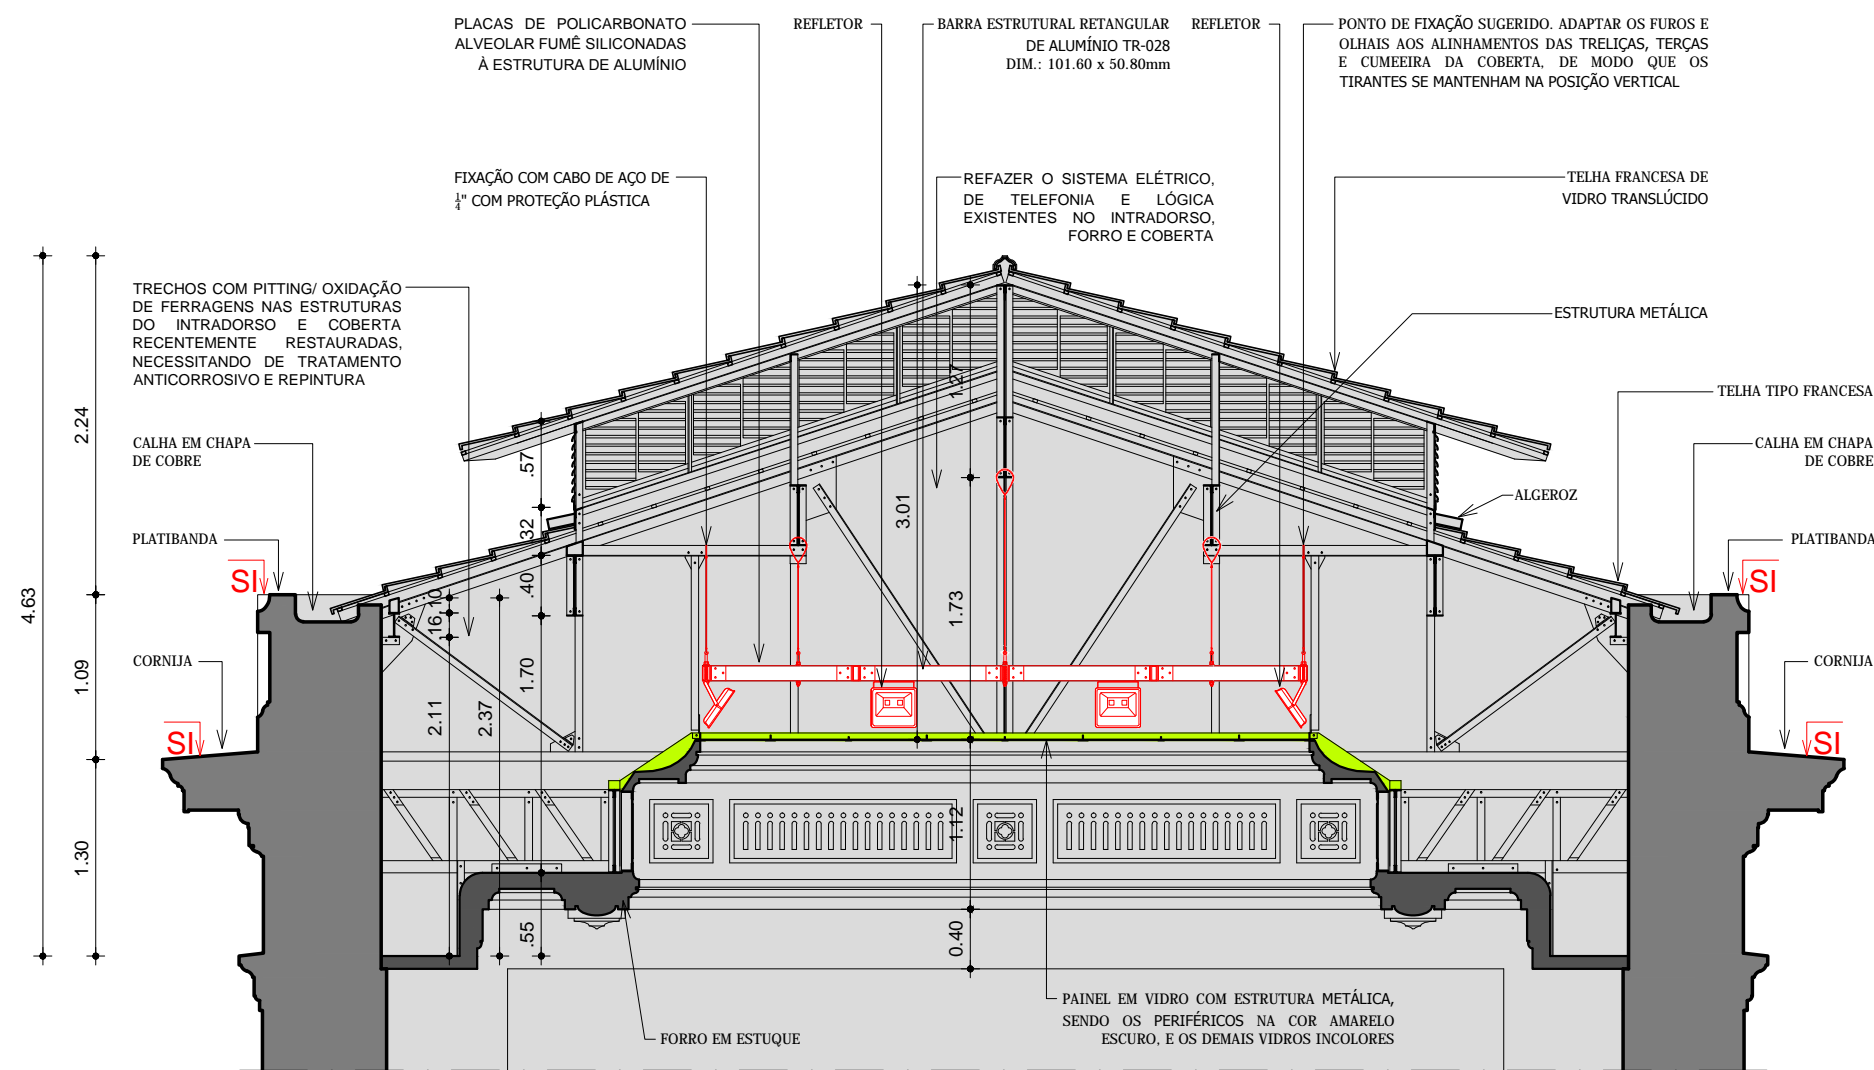 PLACAS DE POLICARBONATO
ALVEOLAR FUMÊ SILICONADAS
À ESTRUTURA DE ALUMÍNIO
REFLETOR
BARRA ESTRUTURAL RETANGULAR
DE ALUMÍNIO TR-028
DIM.: 101.60 x 50.80mm
REFLETOR
PONTO DE FIXAÇÃO SUGERIDO. ADAPTAR OS FUROS E
OLHAIS AOS ALINHAMENTOS DAS TRELIÇAS, TERÇAS
E CUMEEIRA DA COBERTA, DE MODO QUE OS
TIRANTES SE MANTENHAM NA POSIÇÃO VERTICAL
FIXAÇÃO COM CABO DE AÇO DE
¼" COM PROTEÇÃO PLÁSTICA
REFAZER O SISTEMA ELÉTRICO,
DE TELEFONIA E LÓGICA
EXISTENTES NO INTRADORSO,
FORRO E COBERTA
TELHA FRANCESA DE
VIDRO TRANSLÚCIDO
TRECHOS COM PITTING/ OXIDAÇÃO
DE FERRAGENS NAS ESTRUTURAS
DO INTRADORSO E COBERTA
RECENTEMENTE RESTAURADAS,
NECESSITANDO DE TRATAMENTO
ANTICORROSIVO E REPINTURA
ESTRUTURA METÁLICA
TELHA TIPO FRANCESA
CALHA EM CHAPA
DE COBRE
CALHA EM CHAPA
DE COBRE
ALGEROZ
PLATIBANDA
PLATIBANDA
SI
SI
CORNIJA
CORNIJA
SI
SI
4.63
2.24
1.09
1.30
.57
.32
.40
1.70
.55
.10
.16
2.11
2.37
3.01
1.27
1.73
1.12
0.40
FORRO EM ESTUQUE
PAINEL EM VIDRO COM ESTRUTURA METÁLICA,
SENDO OS PERIFÉRICOS NA COR AMARELO
ESCURO, E OS DEMAIS VIDROS INCOLORES